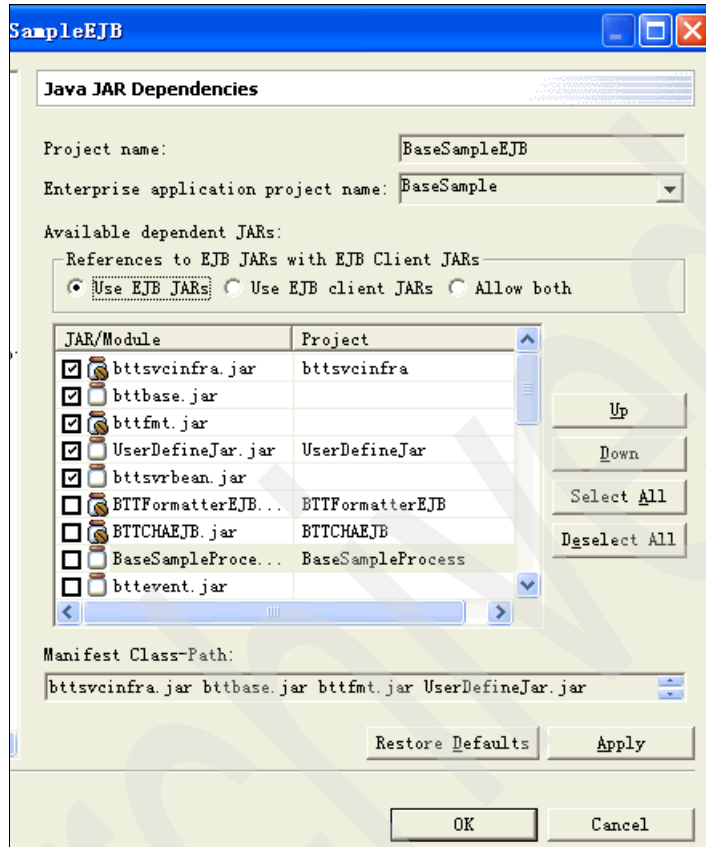 SampleEJB
Java JAR Dependencies
Project name: BaseSampleEJB
Enterprise application project name: BaseSample
Available dependent JARs:
References to EJB JARs with EJB Client JARs
Use EJB JARs Use EJB client JARs Allow both
JAR/Module Project
bttsvcinfra.jar bttsvcinfra
bttbase.jar
bttfmt.jar
UserDefineJar.jar UserDefineJar
bttsvrbean.jar
BTTFormatterEJB... BTTFormatterEJB
BTTCHAEJB.jar BTTCHAEJB
BaseSampleProce... BaseSampleProcess
bttevent.jar
Up
Down
Select All
Deselect All
Manifest Class-Path:
bttsvcinfra.jar bttbase.jar bttfmt.jar UserDefineJar.jar
Restore Defaults Apply
OK Cancel